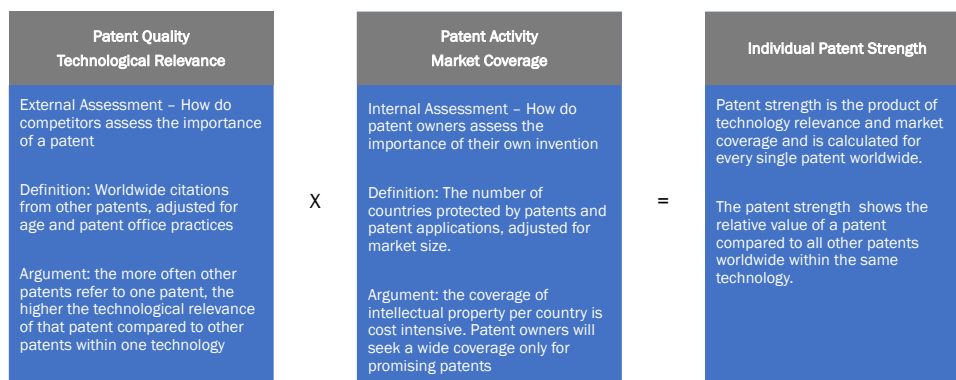 Patent Quality
Technological Relevance
External Assessment – How do
competitors assess the importance
of a patent
Definition: Worldwide citations
from other patents, adjusted for
age and patent office practices
Argument: the more often other
patents refer to one patent, the
higher the technological relevance
of that patent compared to other
patents within one technology
X
Patent Activity
Market Coverage
Internal Assessment – How do
patent owners assess the
importance of their own invention
Definition: The number of
countries protected by patents and
patent applications, adjusted for
market size.
Argument: the coverage of
intellectual property per country is
cost intensive. Patent owners will
seek a wide coverage only for
promising patents
=
Individual Patent Strength
Patent strength is the product of
technology relevance and market
coverage and is calculated for
every single patent worldwide.
The patent strength shows the
relative value of a patent
compared to all other patents
worldwide within the same
technology.